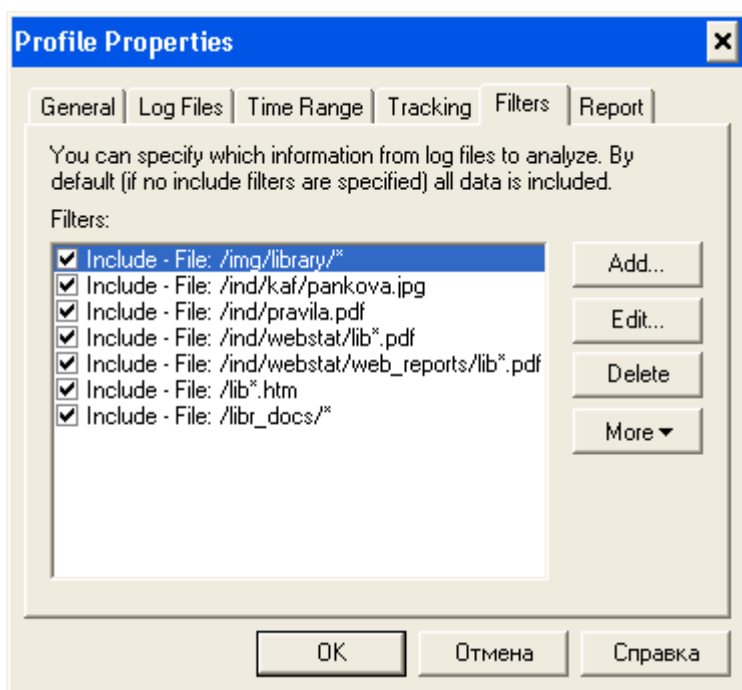 Profile Properties
General Log Files Time Range Tracking Filters Report
You can specify which information from log files to analyze. By
default (if no include filters are specified) all data is included.
Filters:
Include - File: /img/library/*
Include - File: /ind/kaf/pankova.jpg
Include - File: /ind/pravila.pdf
Include - File: /ind/webstat/lib*.pdf
Include - File: /ind/webstat/web_reports/lib*.pdf
Include - File: /lib*.htm
Include - File: /libr_docs/*
Add...
Edit...
Delete
More
OK Отмена Справка